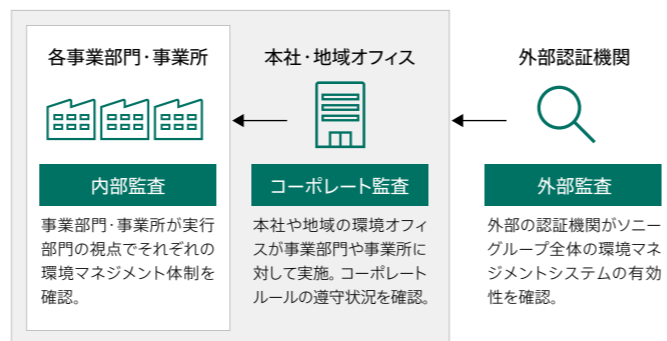 各事業部門・事業所
内部監査
事業部門・事業所が実行
部門の視点でそれぞれの
環境マネジメント体制を
確認。
本社・地域オフィス
コーポレート監査
本社や地域の環境オフィ
スが事業部門や事業所に
対して実施。コーポレート
ルールの遵守状況を確認。
外部認証機関
外部監査
外部の認証機関がソニー
グループ全体の環境マネ
ジメントシステムの有効
性を確認。